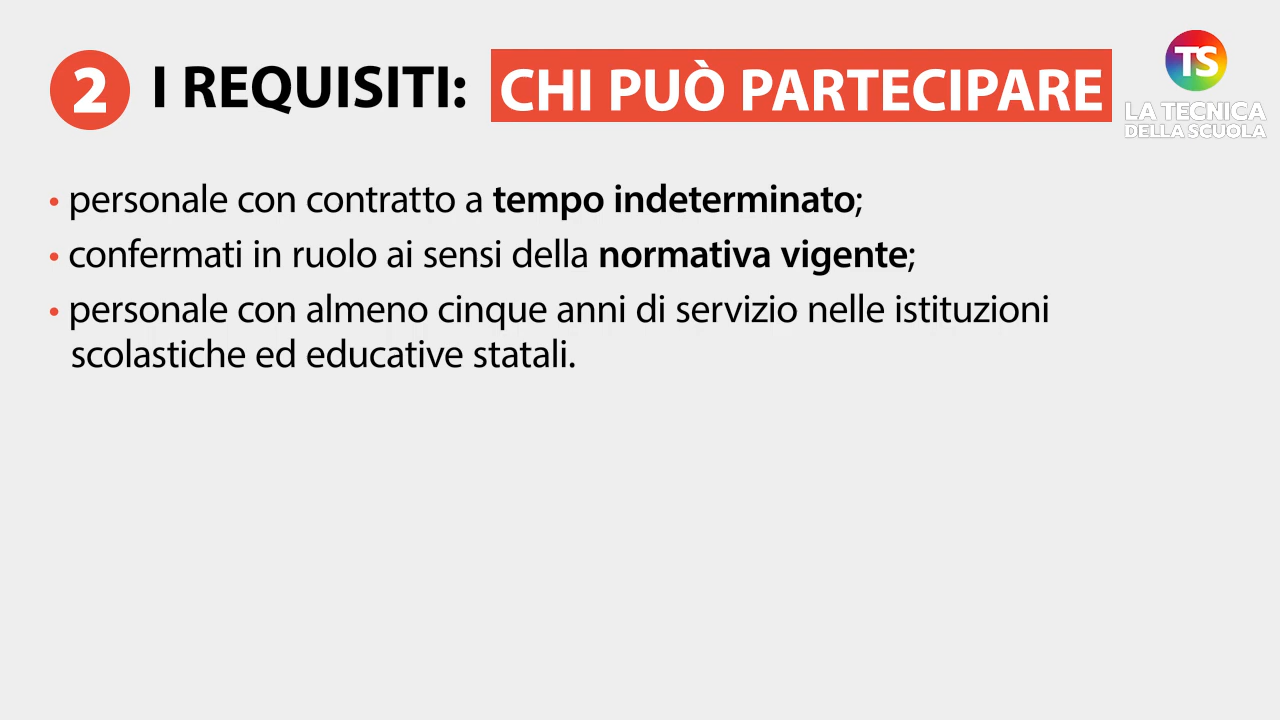 2 I REQUISITI: CHI PUÒ PARTECIPARE
TS
LA TECNICA
DELLA SCUOLA
• personale con contratto a tempo indeterminato;
• confermati in ruolo ai sensi della normativa vigente;
• personale con almeno cinque anni di servizio nelle istituzioni
scolastiche ed educative statali.